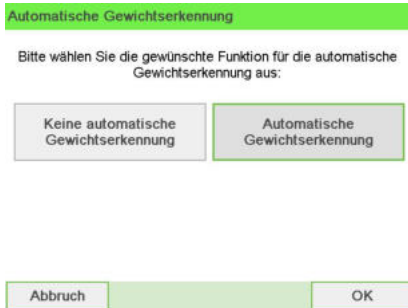 Automatische Gewichtserkennung
Bitte wählen Sie die gewünschte Funktion für die automatische
Gewichtserkennung aus:
Keine automatische
Gewichtserkennung
Automatische
Gewichtserkennung
Abbruch
OK